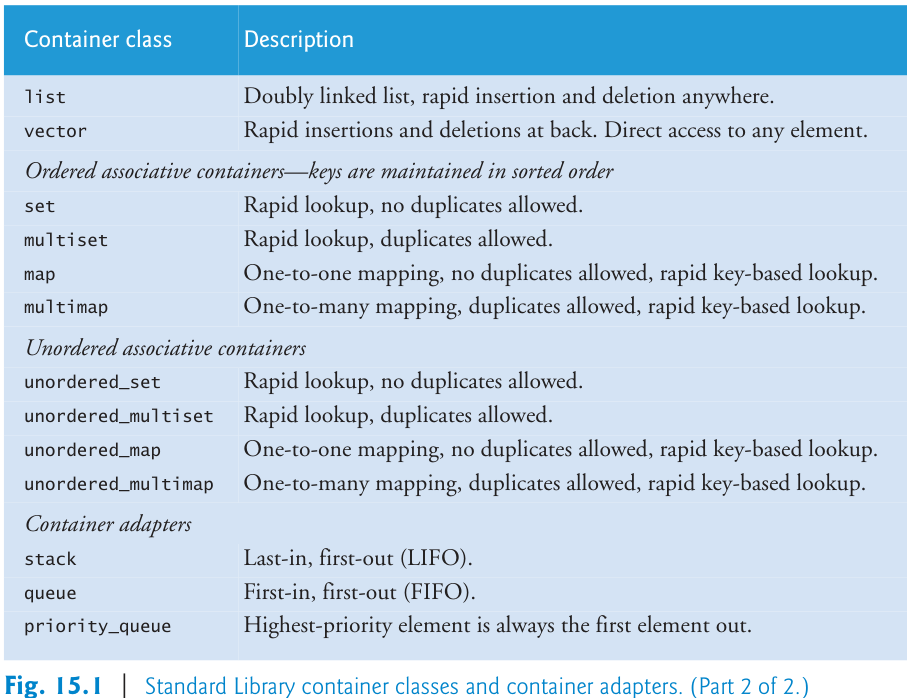 Container class Description
list Doubly linked list, rapid insertion and deletion anywhere.
vector Rapid insertions and deletions at back. Direct access to any element.
Ordered associative containers—keys are maintained in sorted order
set Rapid lookup, no duplicates allowed.
multiset Rapid lookup, duplicates allowed.
map One-to-one mapping, no duplicates allowed, rapid key-based lookup.
multimap One-to-many mapping, duplicates allowed, rapid key-based lookup.
Unordered associative containers
unordered_set Rapid lookup, no duplicates allowed.
unordered_multiset Rapid lookup, duplicates allowed.
unordered_map One-to-one mapping, no duplicates allowed, rapid key-based lookup.
unordered_multimap One-to-many mapping, duplicates allowed, rapid key-based lookup.
Container adapters
stack Last-in, first-out (LIFO).
queue First-in, first-out (FIFO).
priority_queue Highest-priority element is always the first element out.
Fig. 15.1 | Standard Library container classes and container adapters. (Part 2 of 2.)